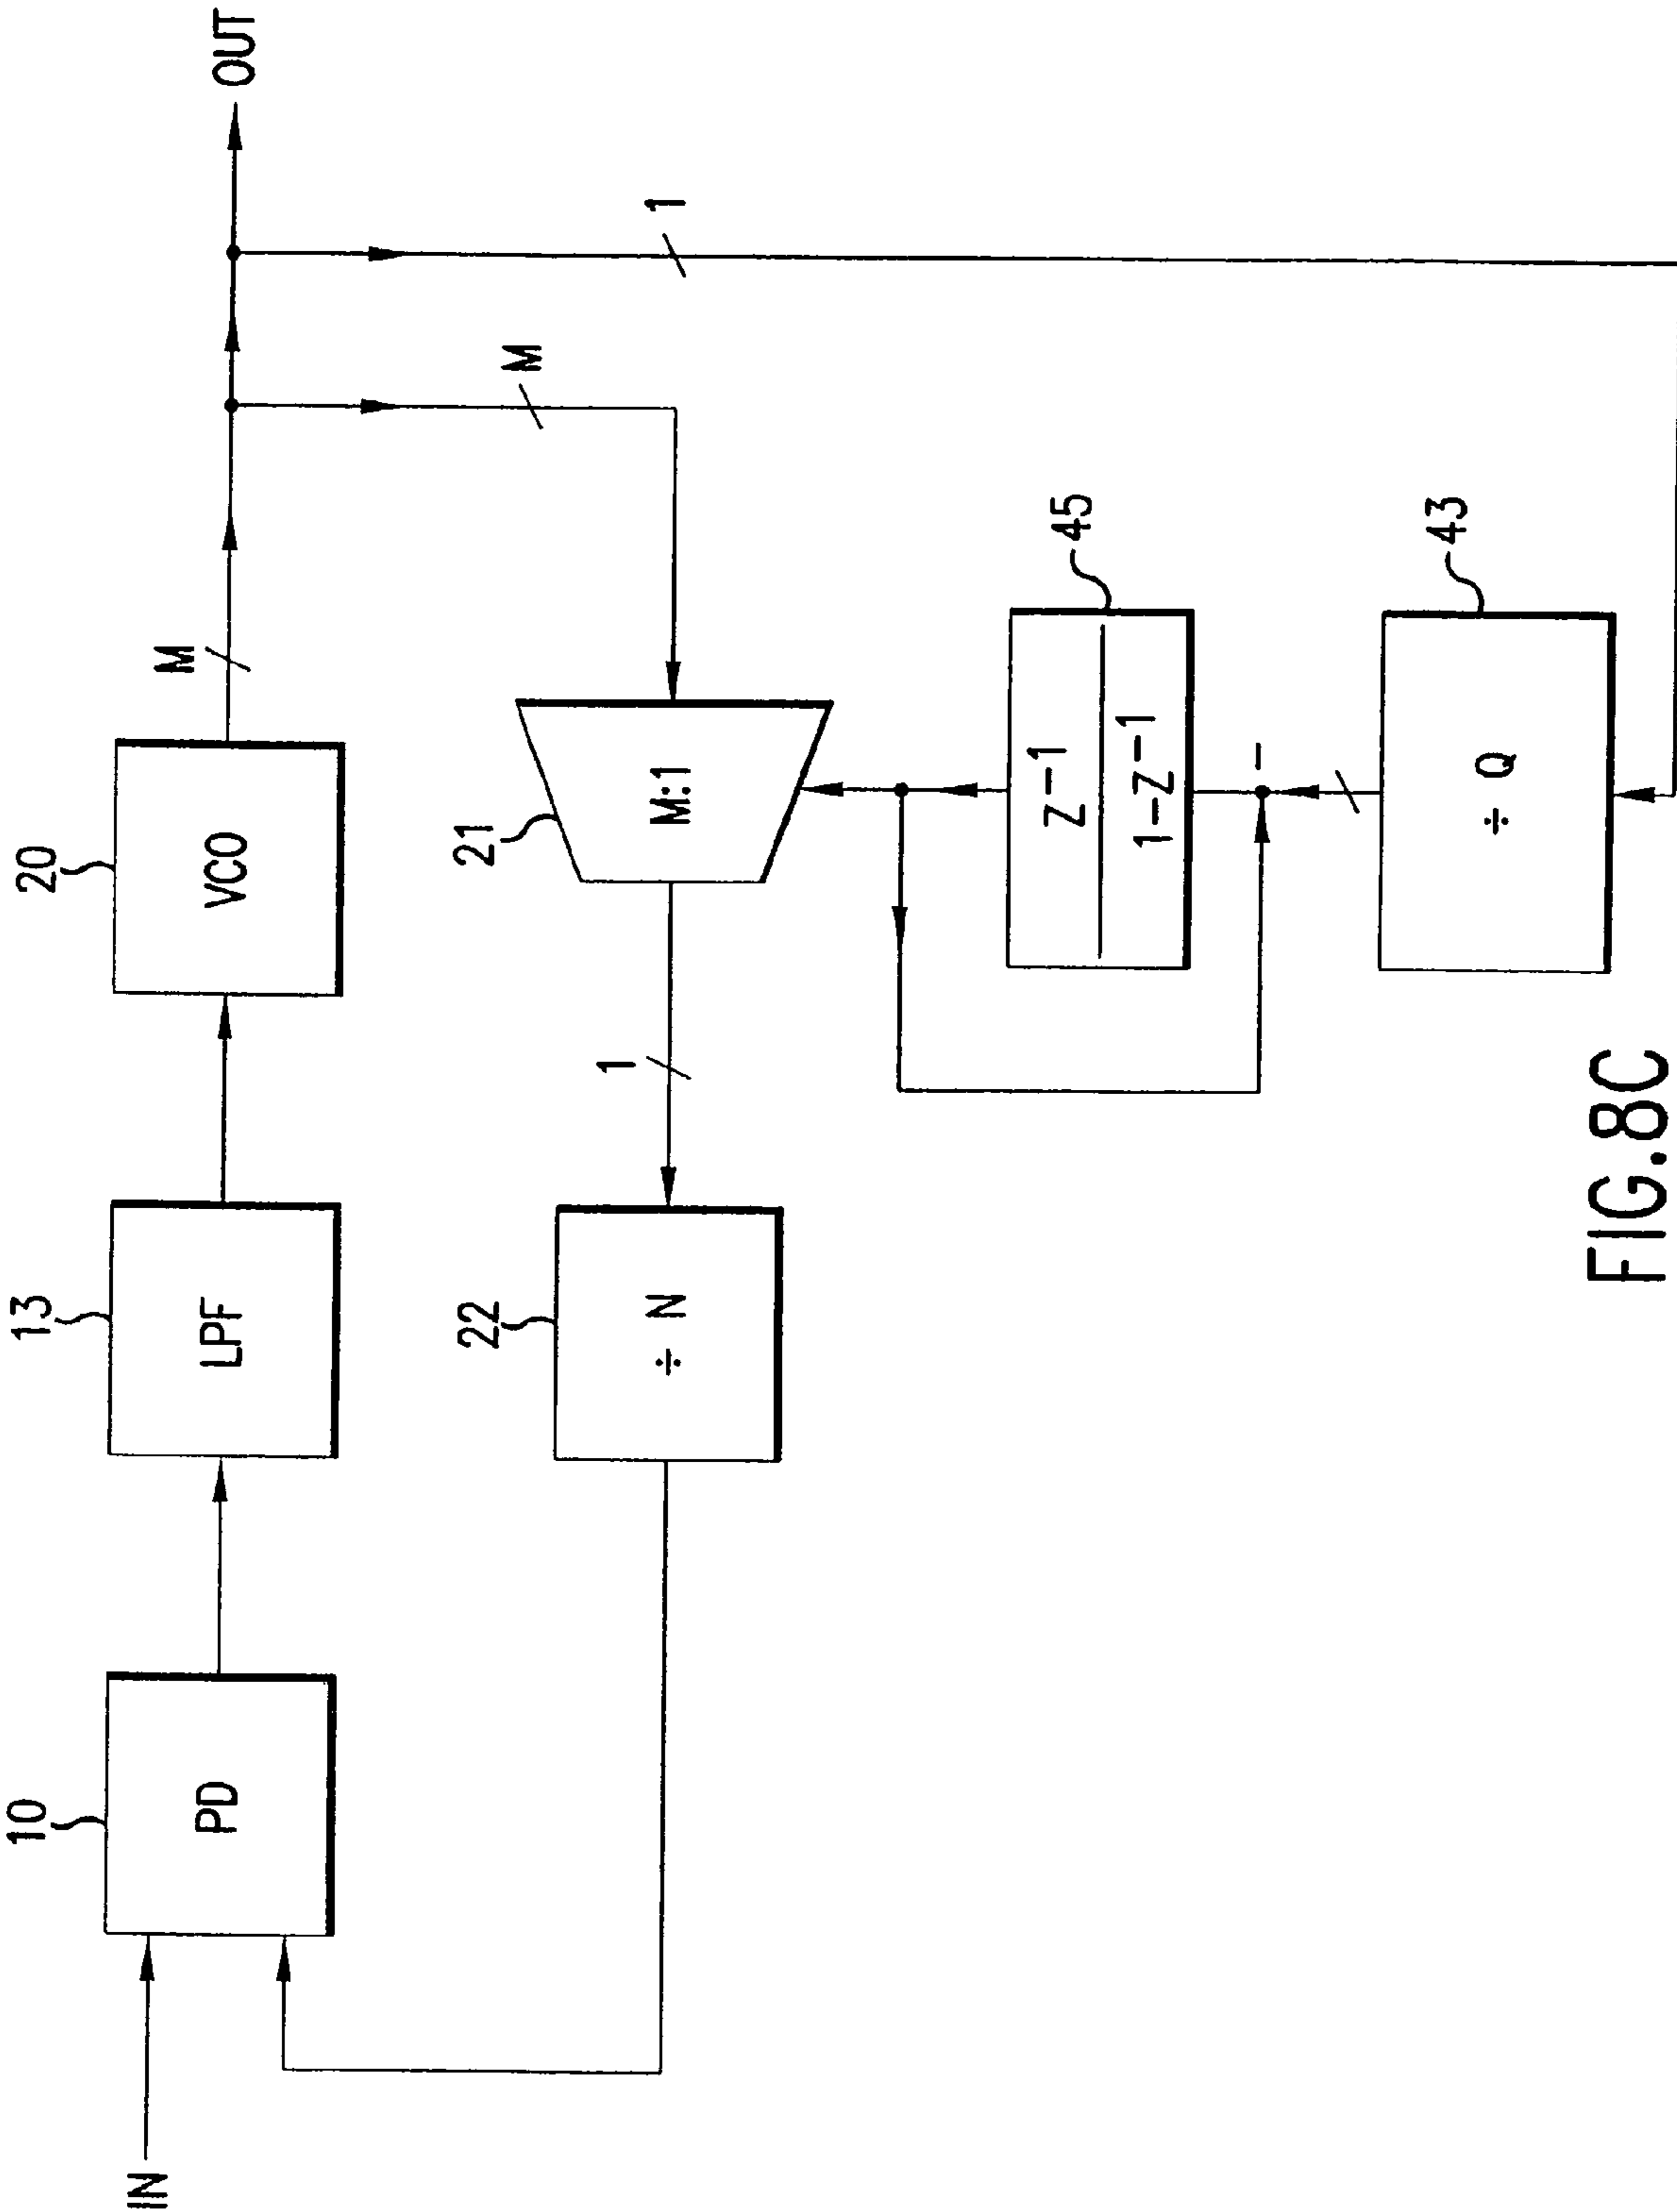 10
13
20
IN
PD
LPF
VCO
M
OUT
22
21
M
1
÷ N
1
M:1
45
z-1
1-z-1
-
43
÷ Q
FIG.8C